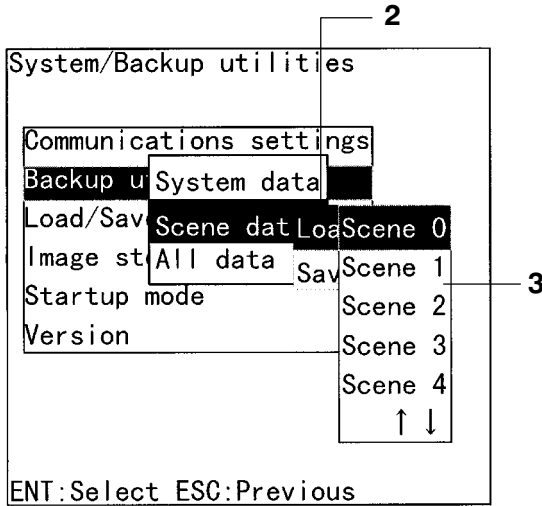 2
System/Backup utilities
Communications settings
Backup u
System data
Load/Sav
Scene dat
Loa
Scene 0
Image st
All data
Sav
Scene 1
3
Startup mode
Scene 2
Version
Scene 3
Scene 4
↑ ↓
ENT:Select ESC:Previous